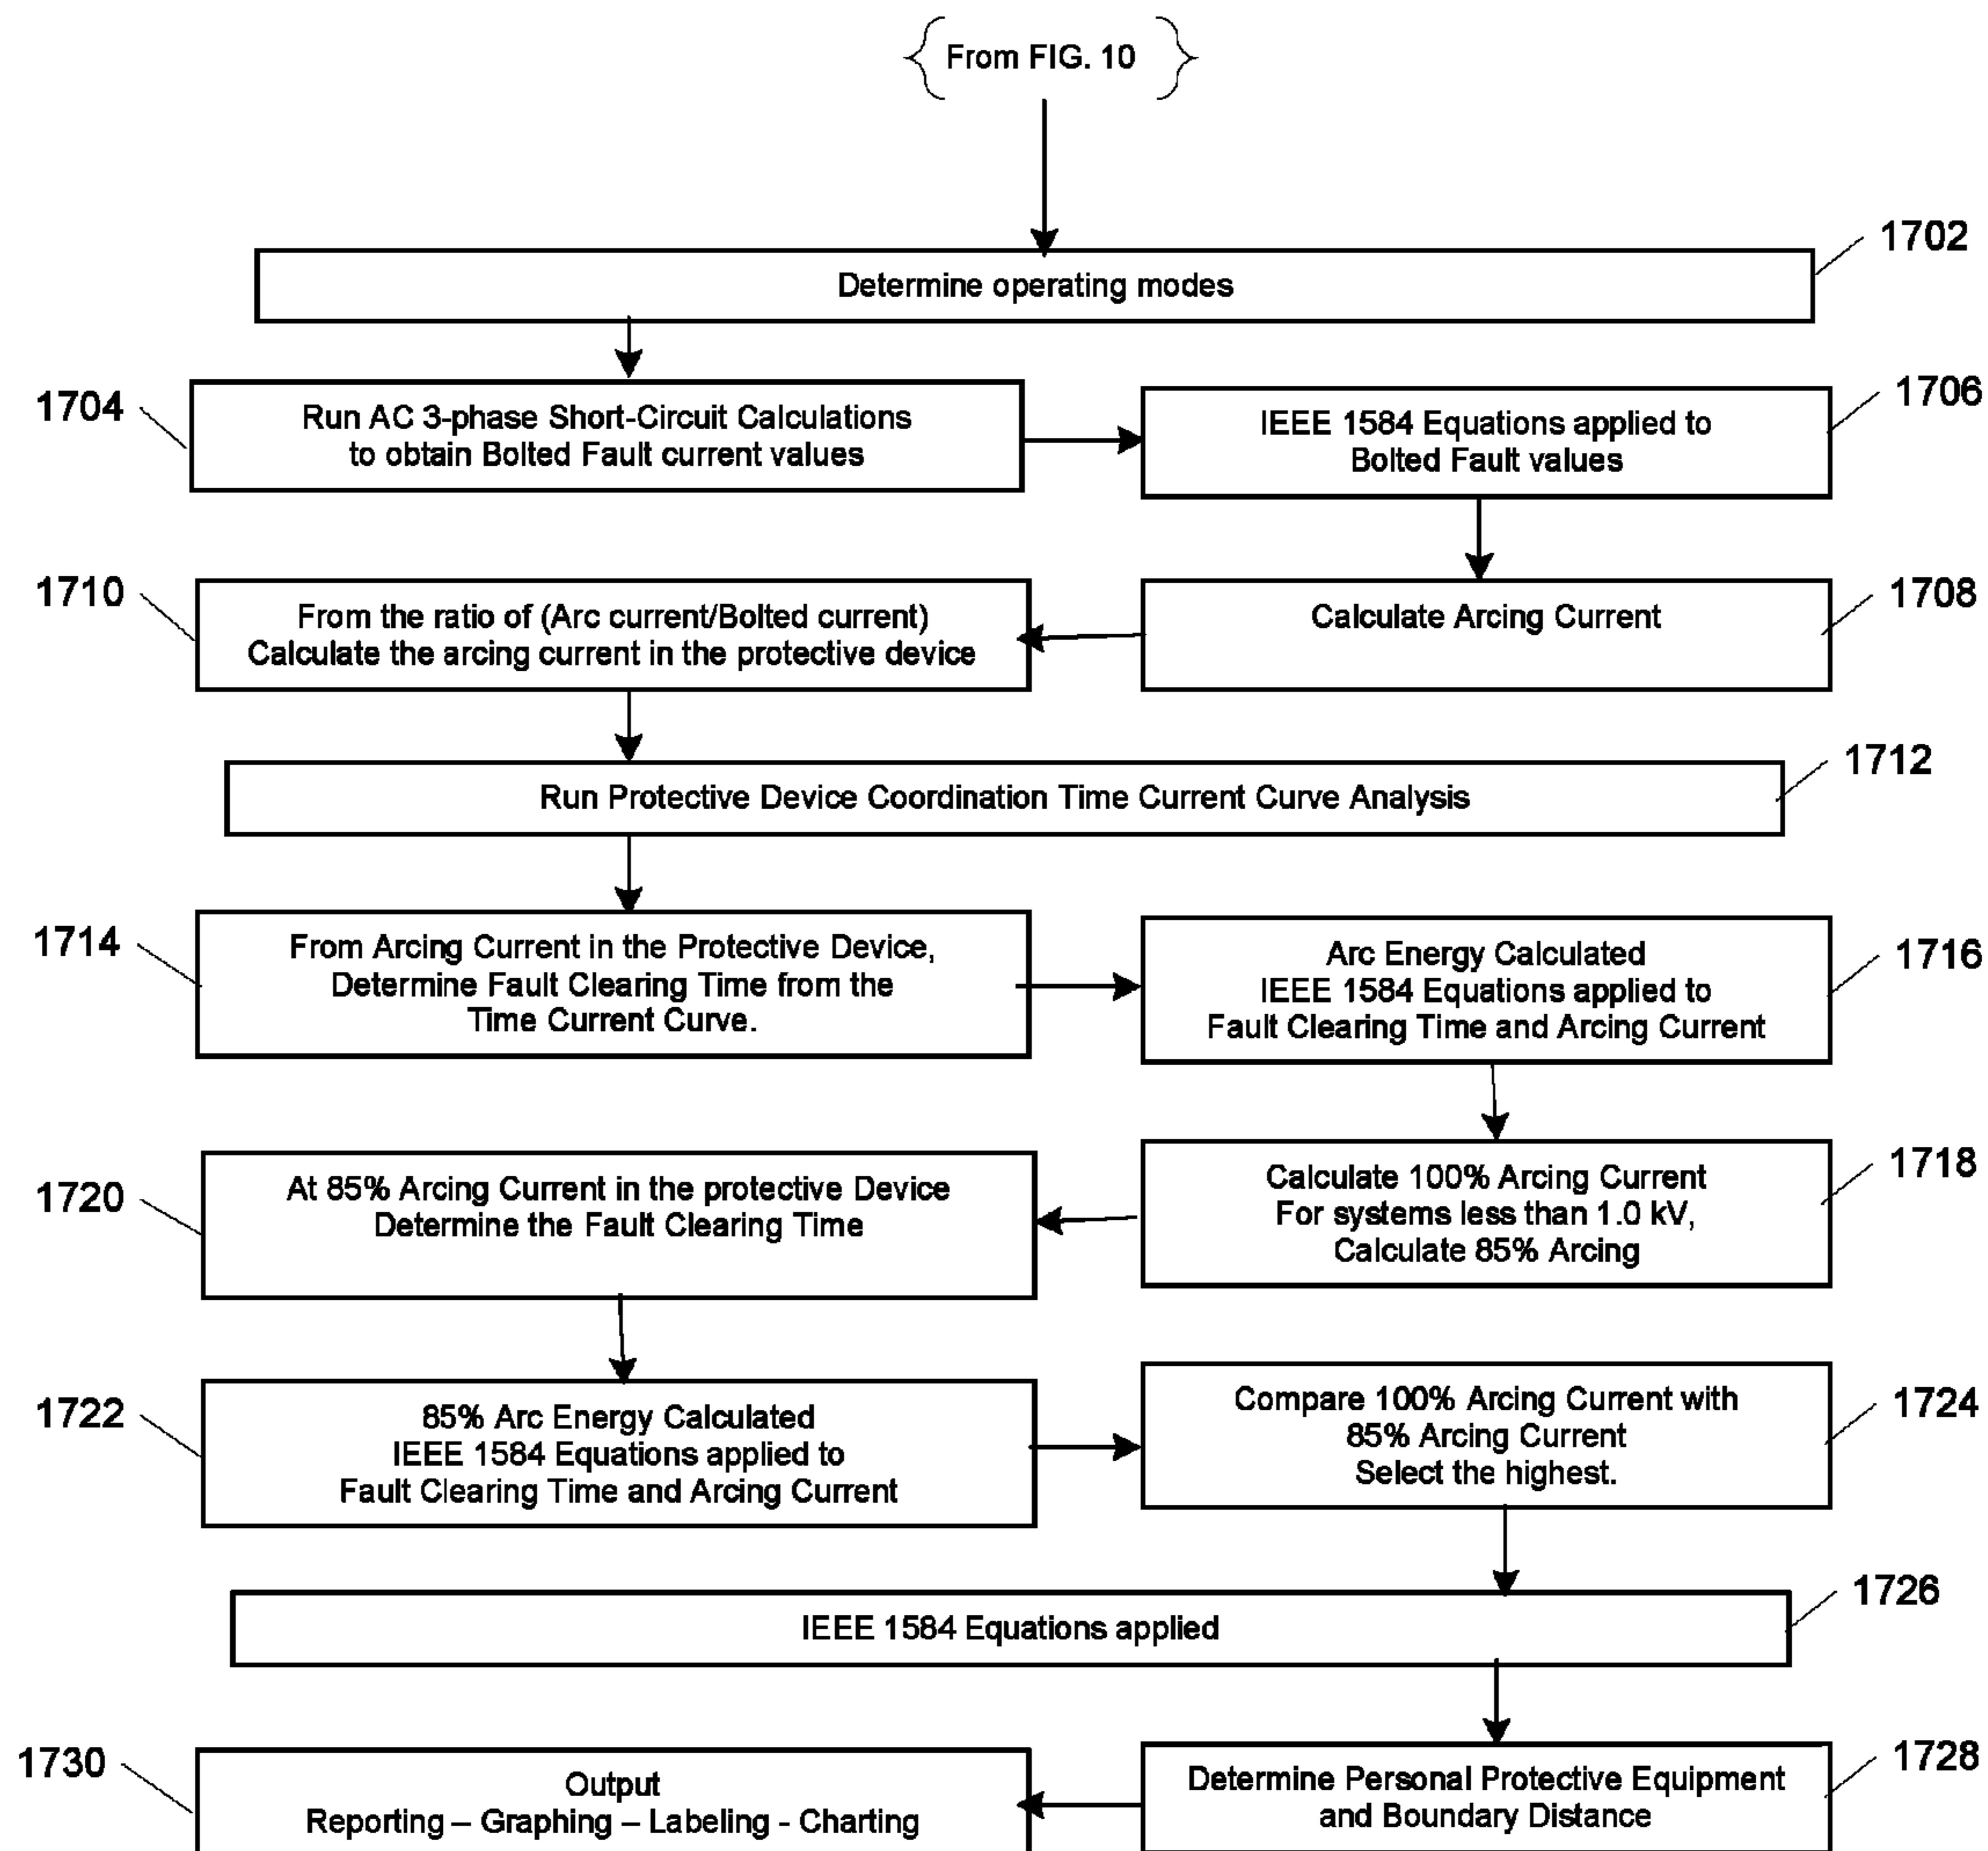 From FIG. 10
1702
Determine operating modes
1704
Run AC 3-phase Short-Circuit Calculations
to obtain Bolted Fault current values
1706
IEEE 1584 Equations applied to
Bolted Fault values
1710
From the ratio of (Arc current/Bolted current)
Calculate the arcing current in the protective device
1708
Calculate Arcing Current
1712
Run Protective Device Coordination Time Current Curve Analysis
1714
From Arcing Current in the Protective Device,
Determine Fault Clearing Time from the
Time Current Curve.
1716
Arc Energy Calculated
IEEE 1584 Equations applied to
Fault Clearing Time and Arcing Current
1720
At 85% Arcing Current in the protective Device
Determine the Fault Clearing Time
1718
Calculate 100% Arcing Current
For systems less than 1.0 kV,
Calculate 85% Arcing
1722
85% Arc Energy Calculated
IEEE 1584 Equations applied to
Fault Clearing Time and Arcing Current
1724
Compare 100% Arcing Current with
85% Arcing Current
Select the highest.
1726
IEEE 1584 Equations applied
1730
Output
Reporting – Graphing – Labeling - Charting
1728
Determine Personal Protective Equipment
and Boundary Distance